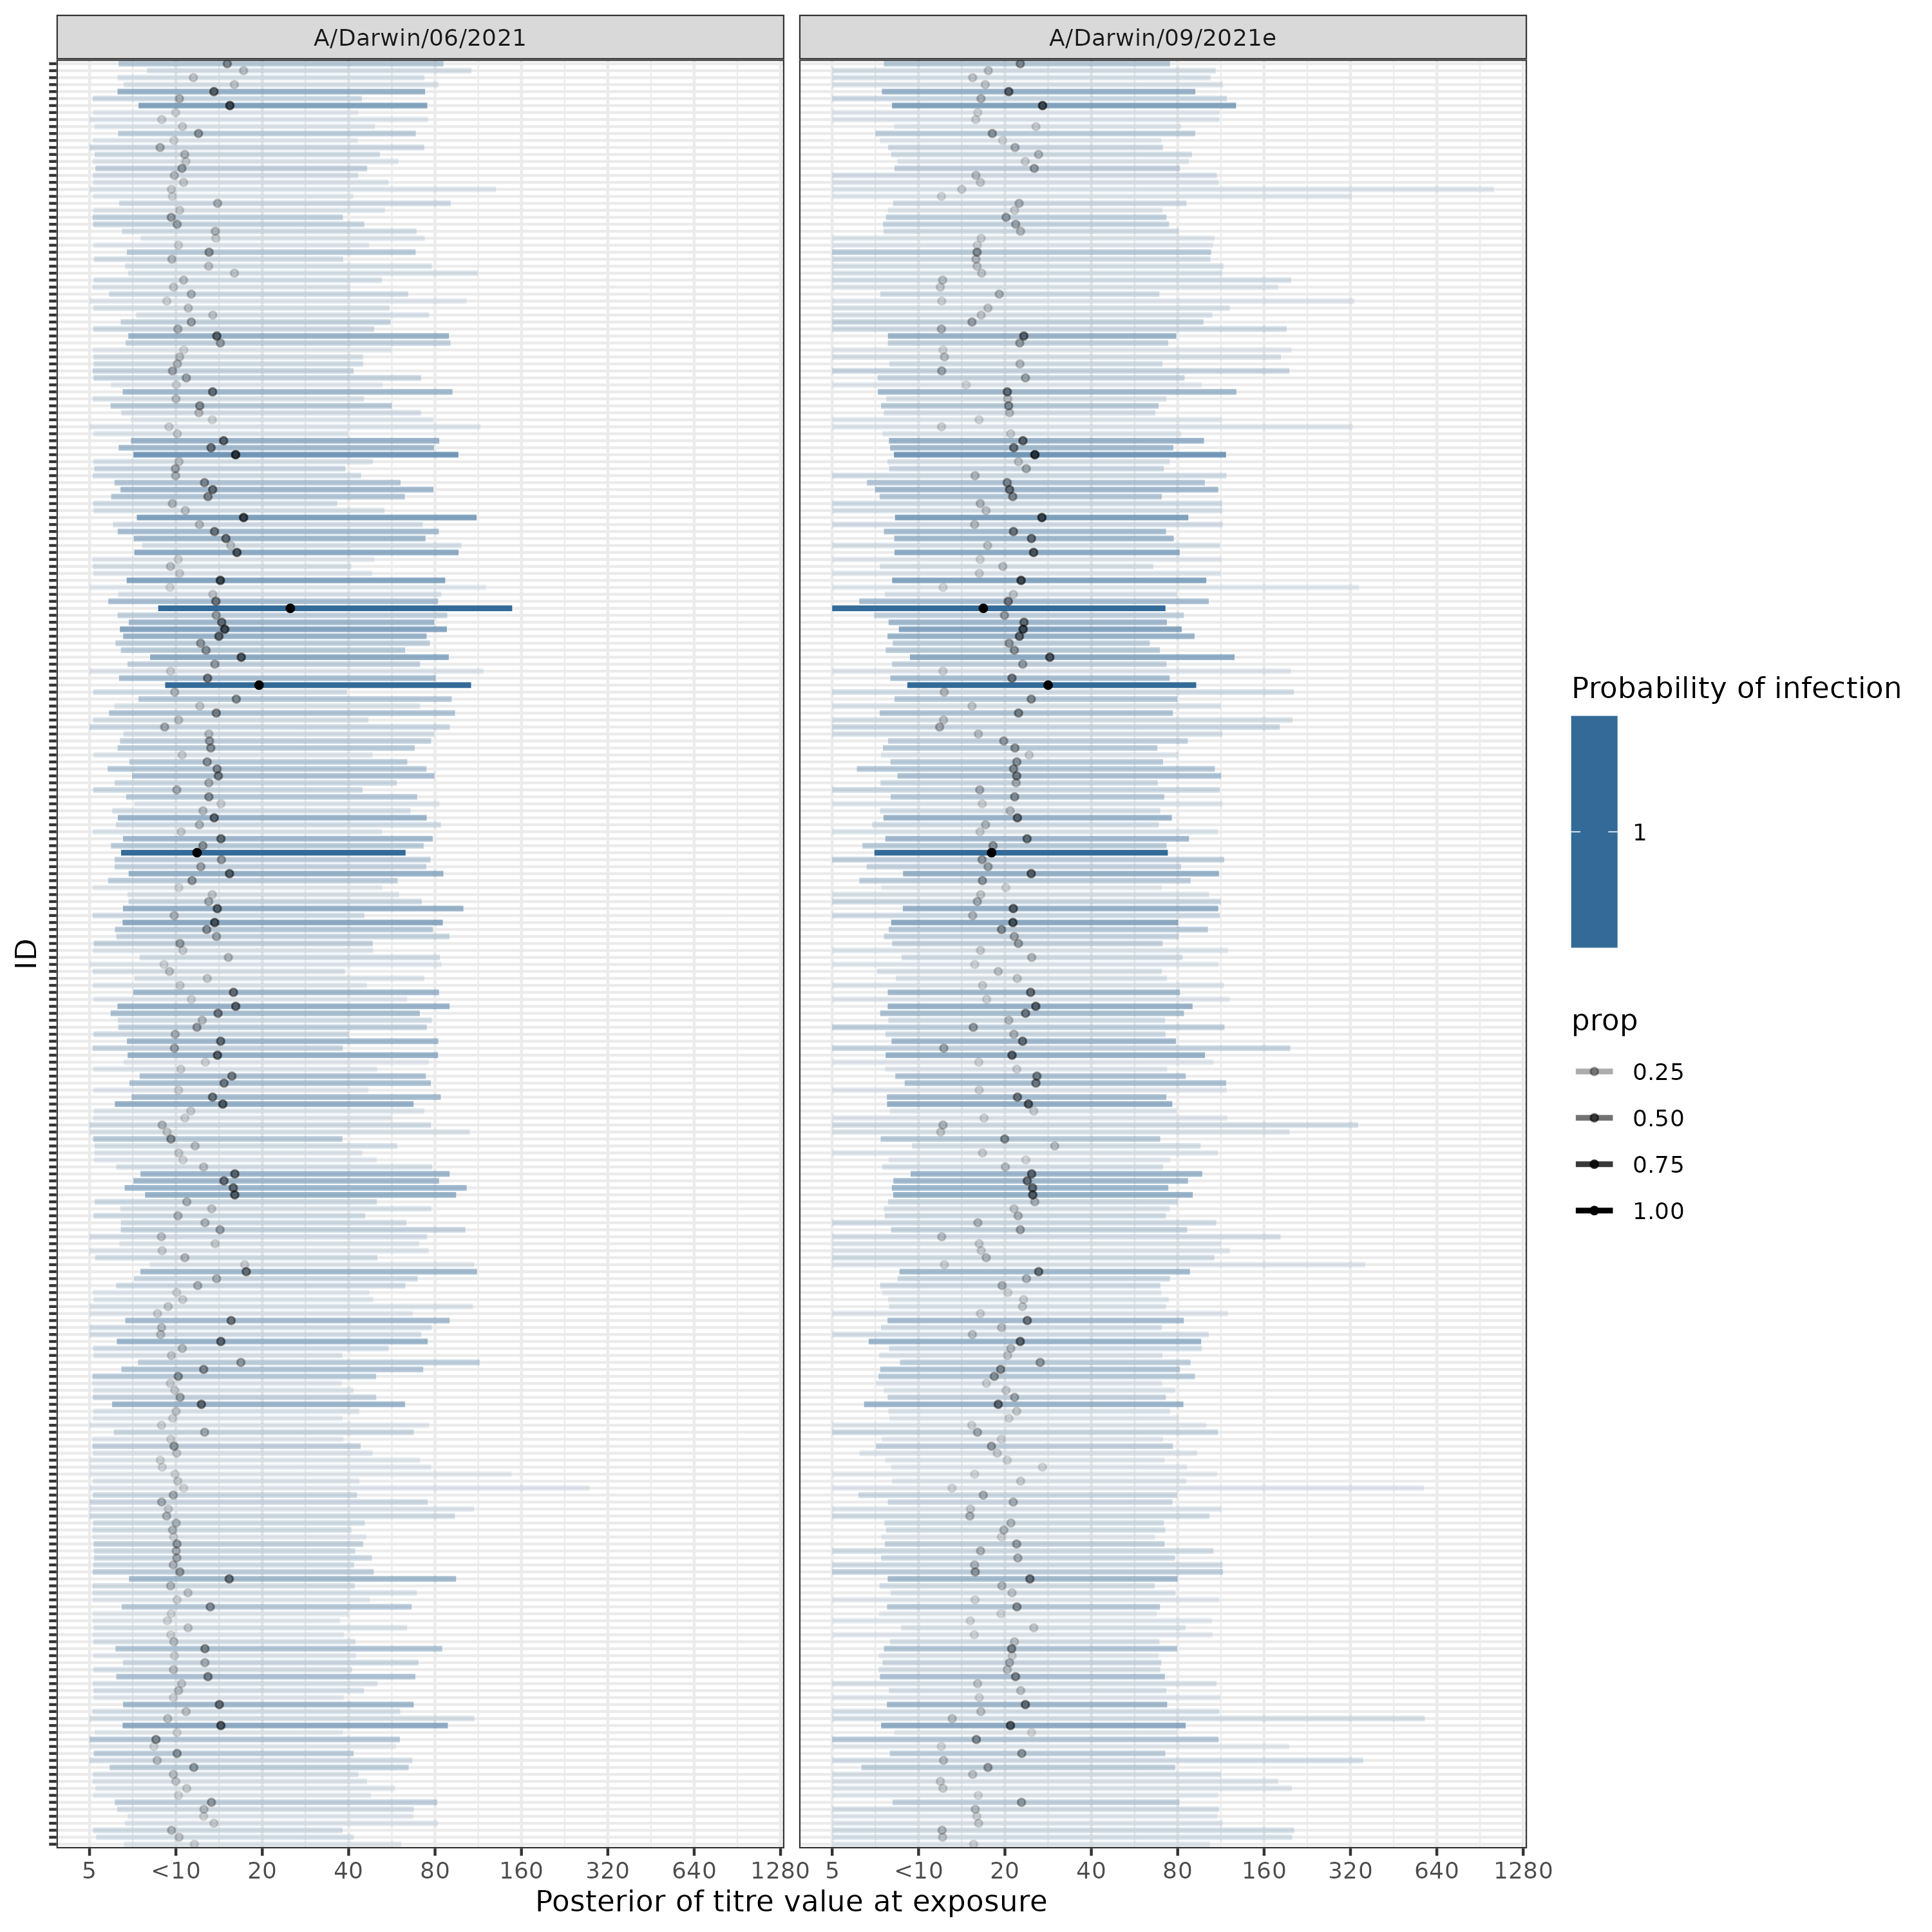 A/Darwin/06/2021
A/Darwin/09/2021e
ID
5 <10 20 40 80 160 320 640 1280
5 <10 20 40 80 160 320 640 1280
Posterior of titre value at exposure
Probability of infection
1
prop
0.25
0.50
0.75
1.00